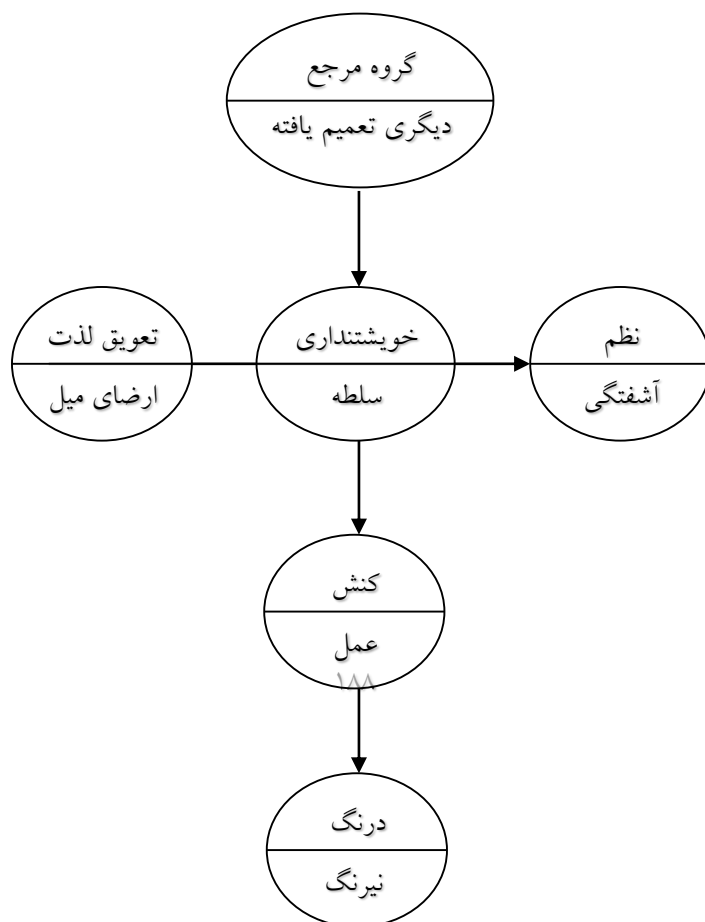 گروه مرجع
دیگری تعمیم یافته
خویشتنداری
سلطه
نظم
آشفتگی
تعویق لذت
ارضای میل
کنش
عمل
۱۸۸
درنگ
نیرنگ